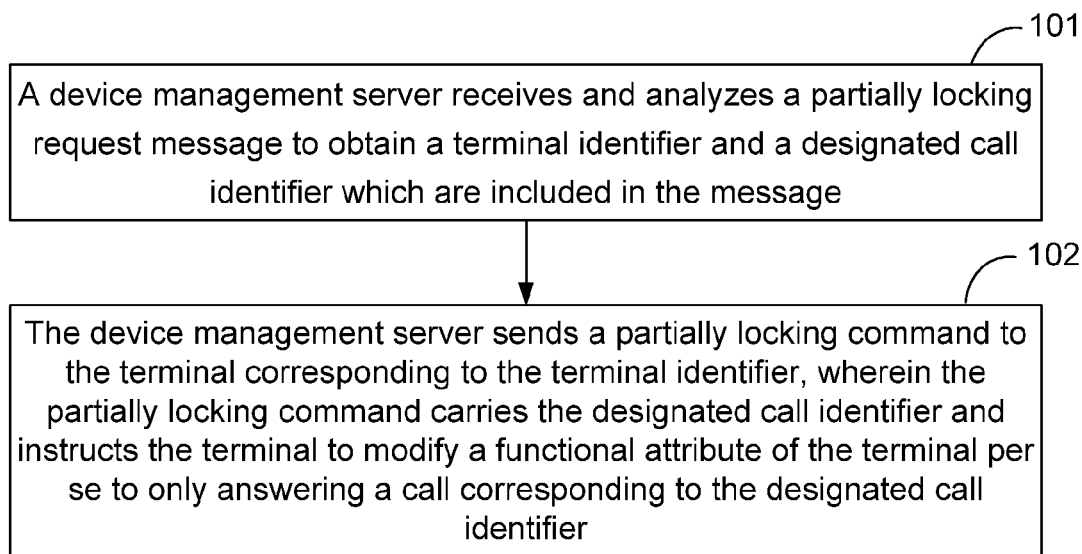 101
A device management server receives and analyzes a partially locking
request message to obtain a terminal identifier and a designated call
identifier which are included in the message
102
The device management server sends a partially locking command to
the terminal corresponding to the terminal identifier, wherein the
partially locking command carries the designated call identifier and
instructs the terminal to modify a functional attribute of the terminal per
se to only answering a call corresponding to the designated call
identifier